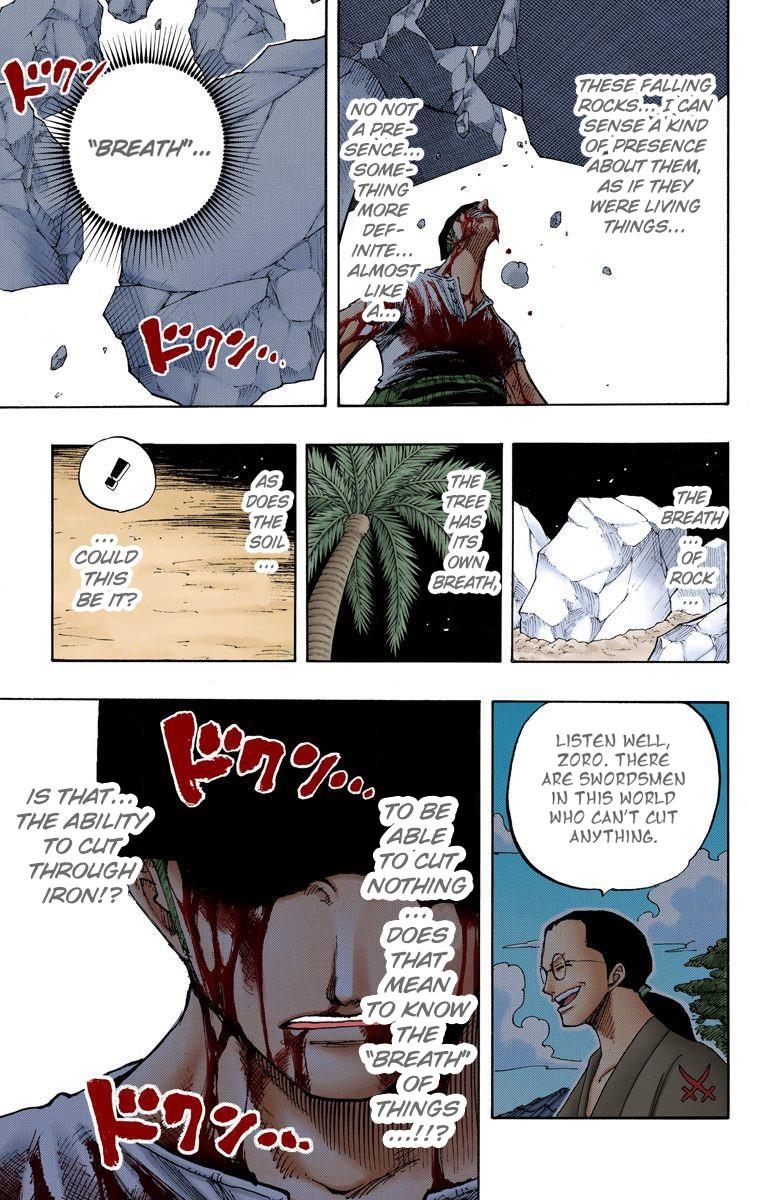 THESE FALLING
ROCKS... I CAN
SENSE A KIND
OF PRESENCE
ABOUT THEM,
AS IF THEY
WERE LIVING
THINGS...
NO NOT
A PRE-
SENCE...
SOME-
THING
MORE
DEF-
INITE...
ALMOST
LIKE
A...
ドクン
"BREATH"...
ドクン...
THE
BREATH
...
OF
ROCK
...
THE
TREE
HAS
ITS
OWN
BREATH,
AS
DOES
THE
SOIL
...
!
...
COULD
THIS
BE IT?
LISTEN WELL,
ZORO. THERE
ARE SWORDSMEN
IN THIS WORLD
WHO CAN'T CUT
ANYTHING.
ドクン...
TO BE
ABLE
TO CUT
NOTHING
...
DOES
THAT
MEAN
TO KNOW
THE
"BREATH"
OF
THINGS
...!!?
IS THAT...
THE ABILITY
TO CUT
THROUGH
IRON!?
ドクン...